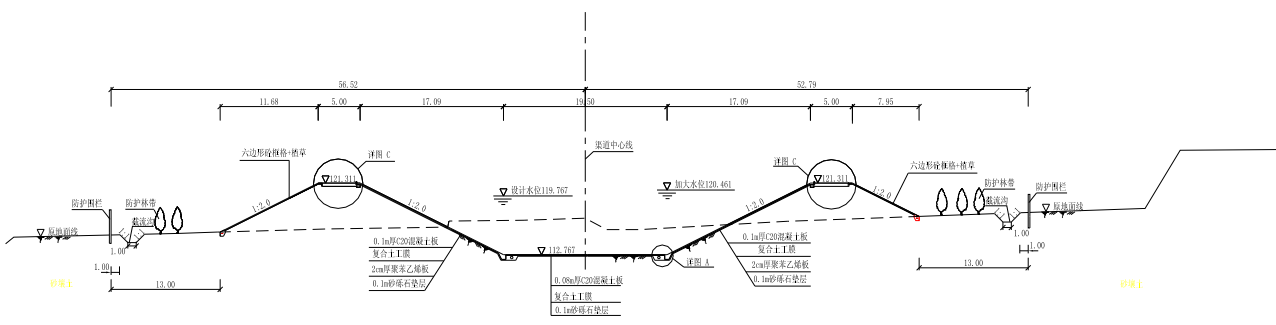 56.52
52.79
11.68
5.00
17.09
19.50
17.09
5.00
7.95
渠道中心线
六边形砼框格+植草
详图 C
详图 C
六边形砼框格+植草
121.311
设计水位119.767
加大水位120.461
121.311
防护围栏
防护林带
截流沟
原地面线
1:2.0
1:2.0
1:2.0
1:2.0
防护林带
截流沟
防护围栏
原地面线
1.00
1.00
0.1m厚C20混凝土板
复合土工膜
2cm厚聚苯乙烯板
0.1m砂砾石垫层
112.767
详图 A
0.1m厚C20混凝土板
复合土工膜
2cm厚聚苯乙烯板
0.1m砂砾石垫层
1.00
1.00
13.00
13.00
0.08m厚C20混凝土板
复合土工膜
0.1m砂砾石垫层